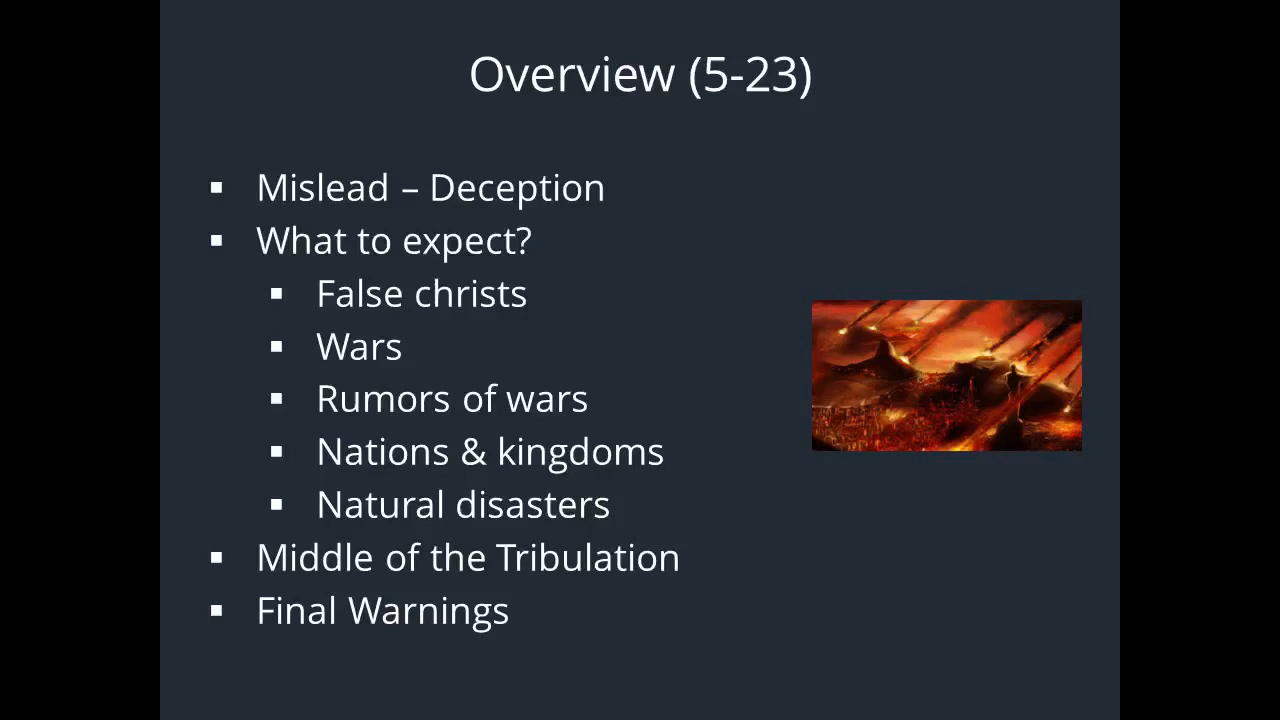 Overview (5-23)
▪ Mislead – Deception
▪ What to expect?
▪ False christs
▪ Wars
▪ Rumors of wars
▪ Nations & kingdoms
▪ Natural disasters
▪ Middle of the Tribulation
▪ Final Warnings